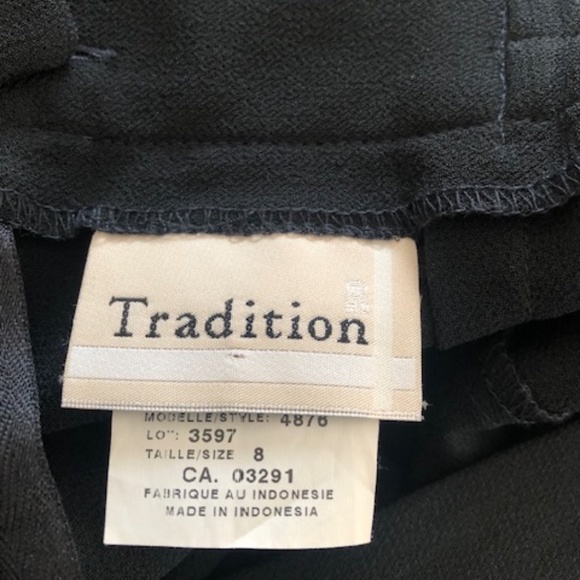 Tradition
MODELLE/STYLE: 4876
LOT: 3597
TAILLE/SIZE 8
CA. 03291
FABRIQUE AU INDONESIE
MADE IN INDONESIA